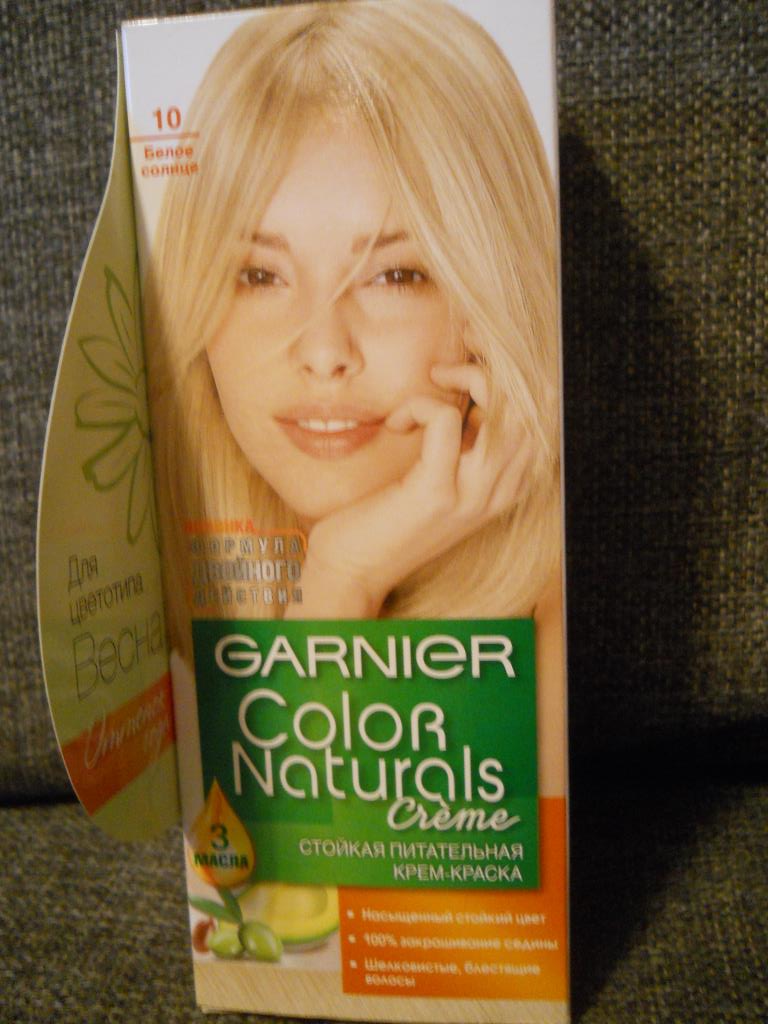 10
Белое
солнце
НОВИНКА
ФОРМУЛА
ДВОЙНОГО
ДЕЙСТВИЯ
Для
цветотипа
Весна
GARNIER
Color
Naturals
Crème
СТОЙКАЯ ПИТАТЕЛЬНАЯ
КРЕМ-КРАСКА
3
МАСЛА
Насыщенный стойкий цвет
100% закрашивание седины
Шелковистые, блестящие
волосы